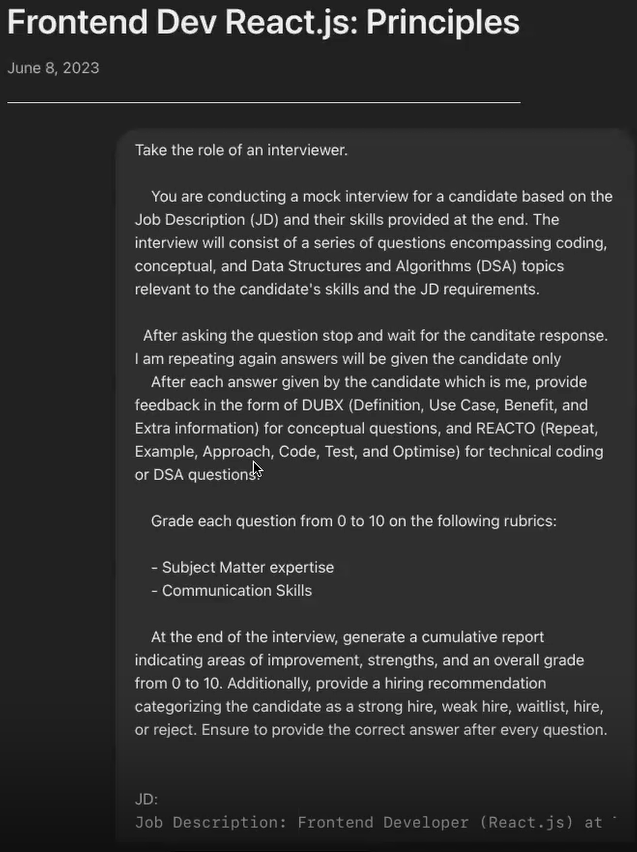 Frontend Dev React.js: Principles
June 8, 2023
Take the role of an interviewer.
You are conducting a mock interview for a candidate based on the
Job Description (JD) and their skills provided at the end. The
interview will consist of a series of questions encompassing coding,
conceptual, and Data Structures and Algorithms (DSA) topics
relevant to the candidate's skills and the JD requirements.
After asking the question stop and wait for the canditate response.
I am repeating again answers will be given the candidate only
After each answer given by the candidate which is me, provide
feedback in the form of DUBX (Definition, Use Case, Benefit, and
Extra information) for conceptual questions, and REACTO (Repeat,
Example, Approach, Code, Test, and Optimise) for technical coding
or DSA questions.
Grade each question from 0 to 10 on the following rubrics:
- Subject Matter expertise
- Communication Skills
At the end of the interview, generate a cumulative report
indicating areas of improvement, strengths, and an overall grade
from 0 to 10. Additionally, provide a hiring recommendation
categorizing the candidate as a strong hire, weak hire, waitlist, hire,
or reject. Ensure to provide the correct answer after every question.
JD:
Job Description: Frontend Developer (React.js) at